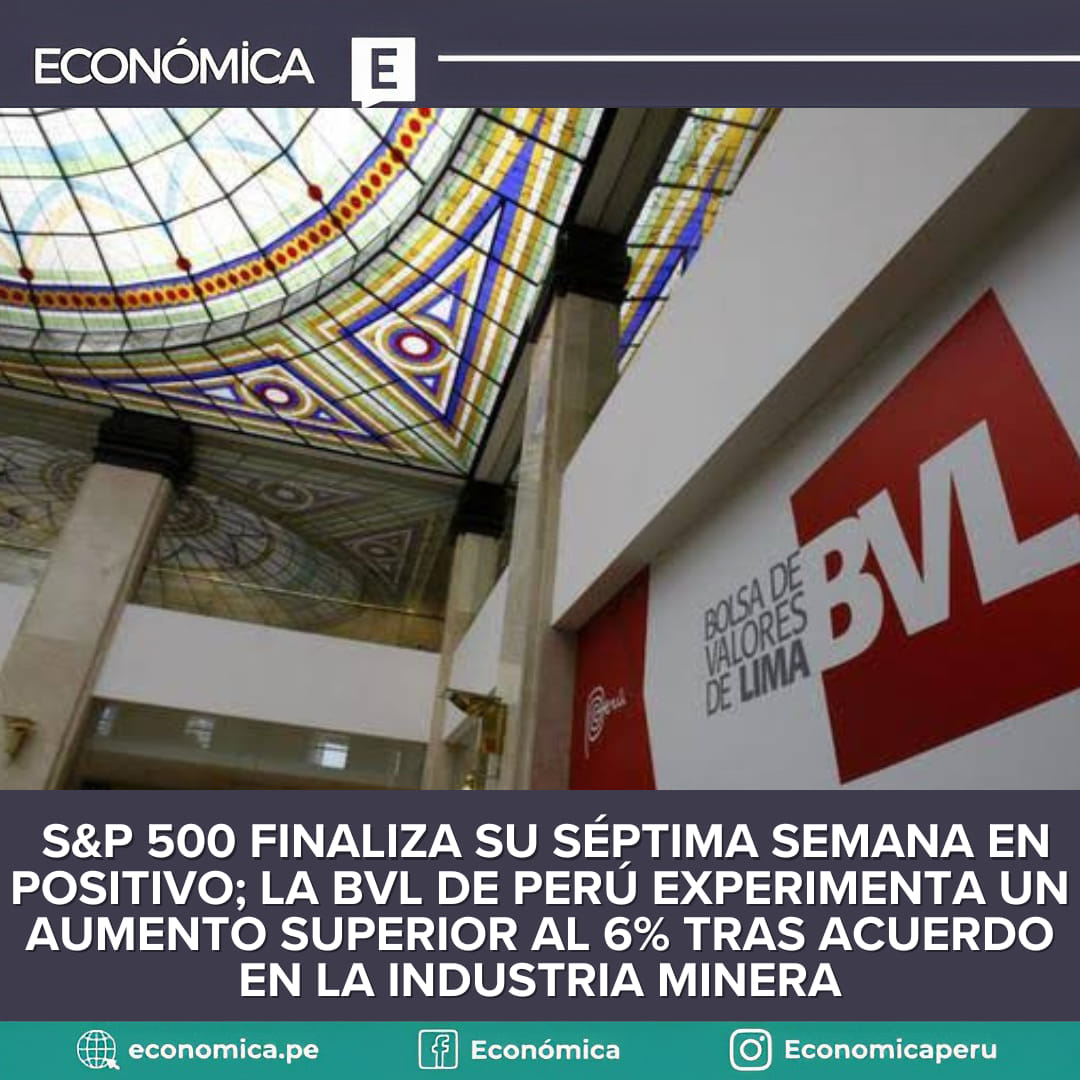 ECONÓMICA E
BOLSA DE
VALORES
DE LIMA
BVL
Perú
S&P 500 FINALIZA SU SÉPTIMA SEMANA EN
POSITIVO; LA BVL DE PERÚ EXPERIMENTA UN
AUMENTO SUPERIOR AL 6% TRAS ACUERDO
EN LA INDUSTRIA MINERA
economica.pe
Económica
Economicaperu